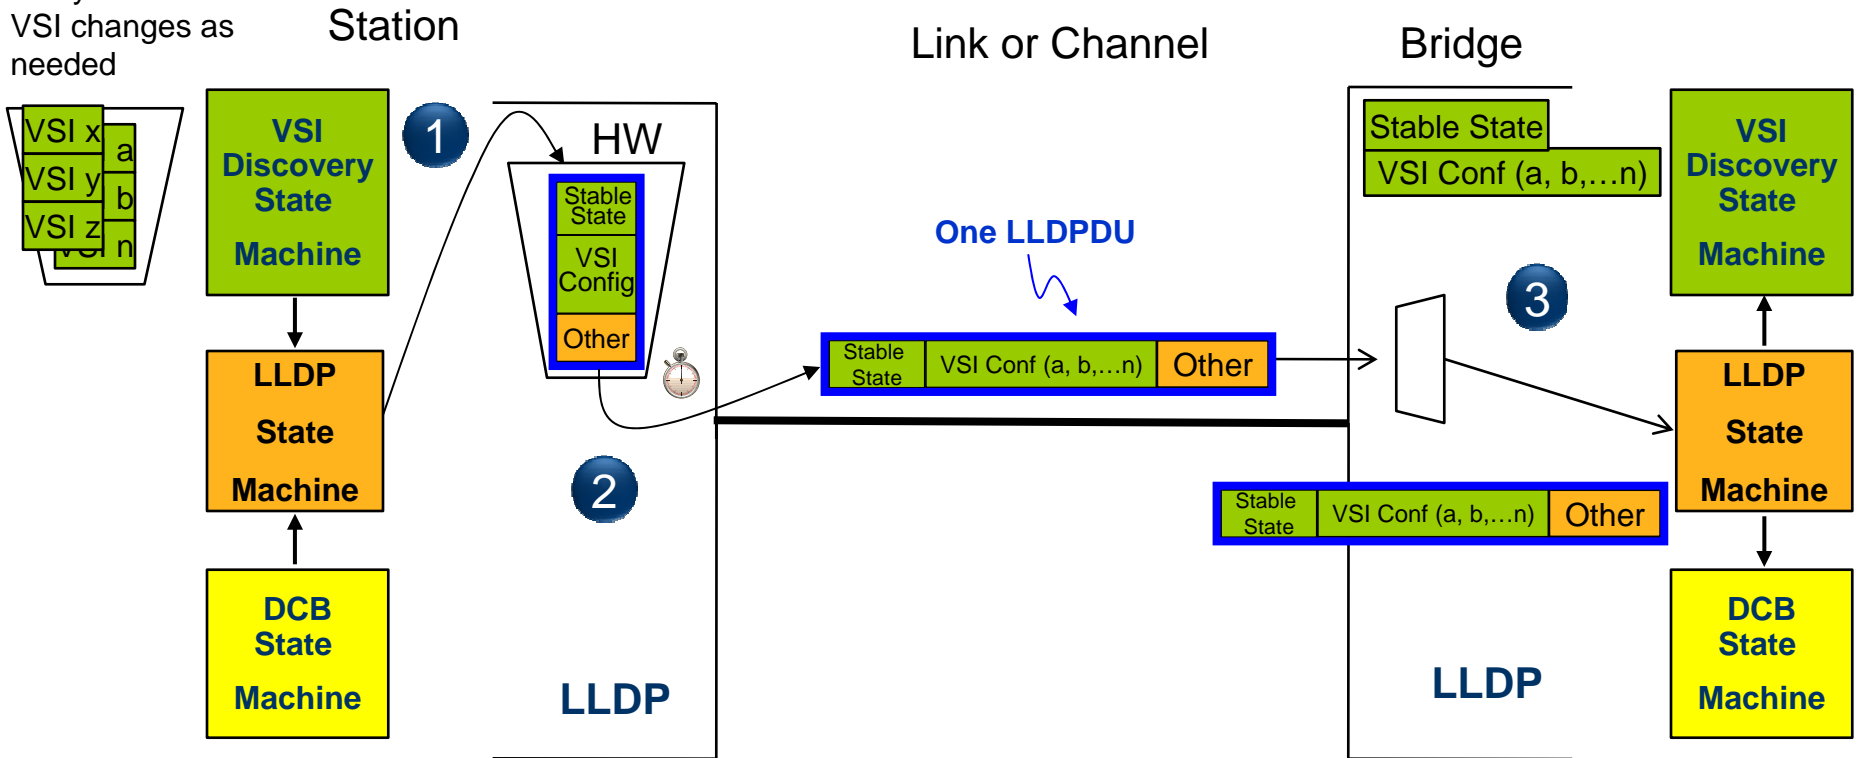 VSI changes as
needed
Station
Link or Channel
Bridge
VSI x
VSI y
VSI z
a
b
n
VSI
Discovery
State
Machine
LLDP
State
Machine
DCB
State
Machine
1
HW
Stable
State
VSI
Config
Other
2
LLDP
One LLDPDU
Stable
State
VSI Conf (a, b,...n)
Other
Stable State
VSI Conf (a, b,...n)
3
Stable
State
VSI Conf (a, b,...n)
Other
LLDP
VSI
Discovery
State
Machine
LLDP
State
Machine
DCB
State
Machine